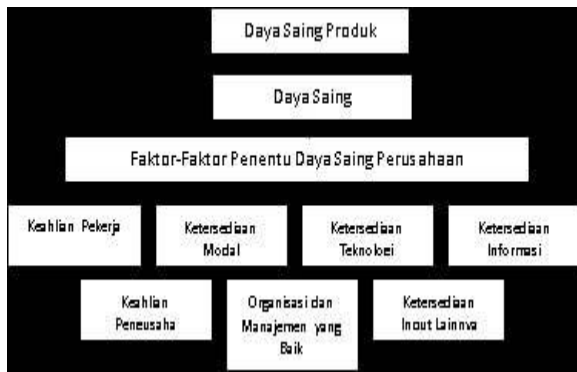 Daya Saing Produk
Daya Saing
Faktor-Faktor Penentu Daya Saing Perusahaan
Keahlian Pekerja
Ketersediaan
Modal
Ketersediaan
Teknologi
Ketersediaan
Informasi
Keahlian
Pengusaha
Organisasi dan
Manajemen yang
Baik
Ketersediaan
Input Lainnya